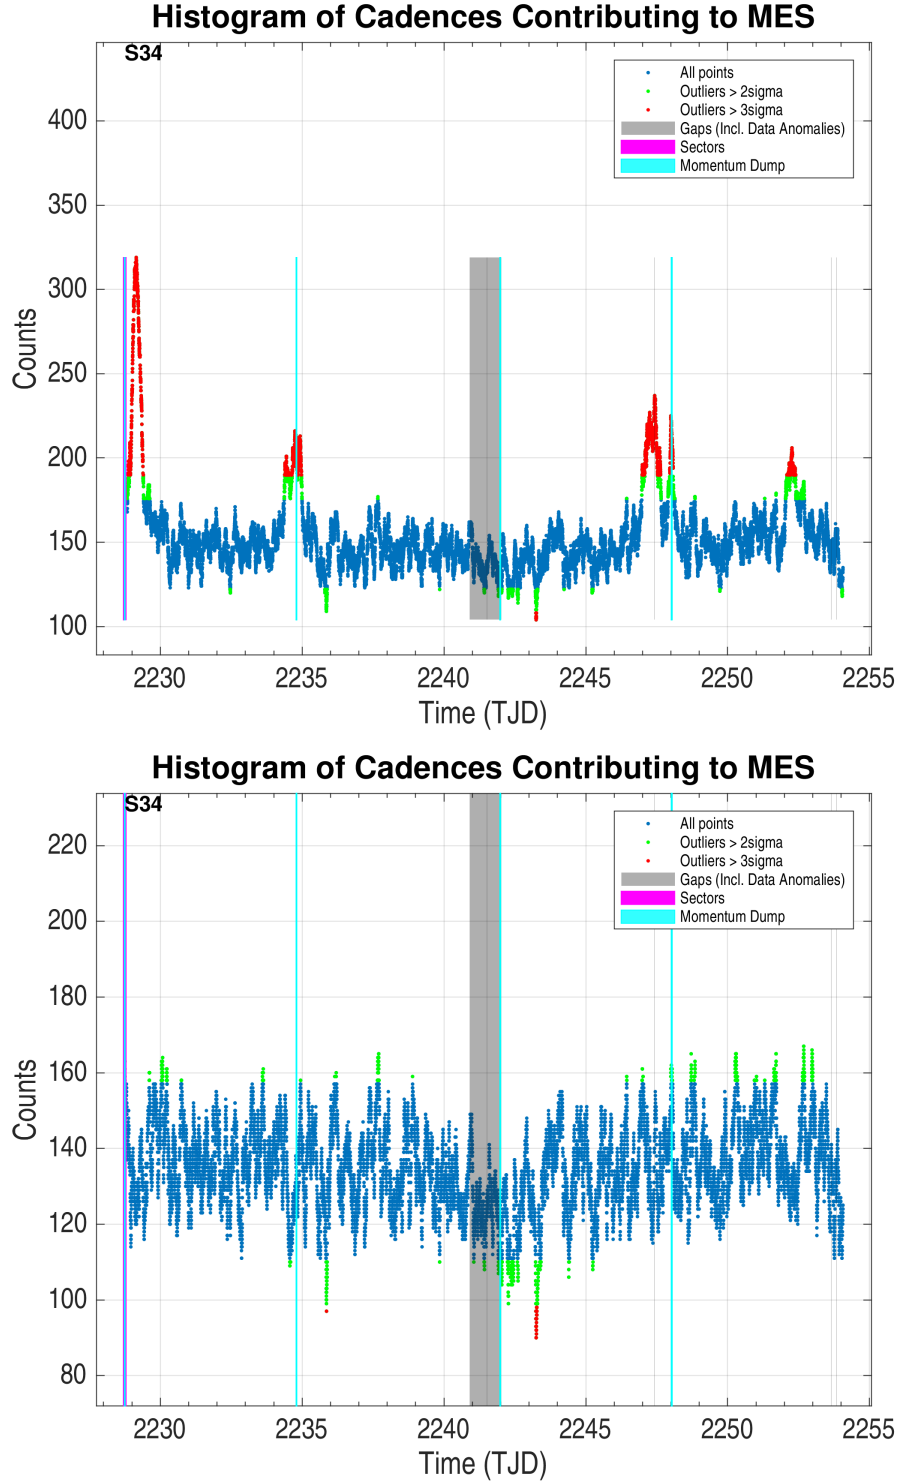 Histogram of Cadences Contributing to MES
S34
All points
Outliers > 2sigma
Outliers > 3sigma
Gaps (Incl. Data Anomalies)
Sectors
Momentum Dump
400
350
300
250
200
150
100
Counts
2230 2235 2240 2245 2250 2255
Time (TJD)
Histogram of Cadences Contributing to MES
S34
All points
Outliers > 2sigma
Outliers > 3sigma
Gaps (Incl. Data Anomalies)
Sectors
Momentum Dump
220
200
180
160
140
120
100
80
Counts
2230 2235 2240 2245 2250 2255
Time (TJD)